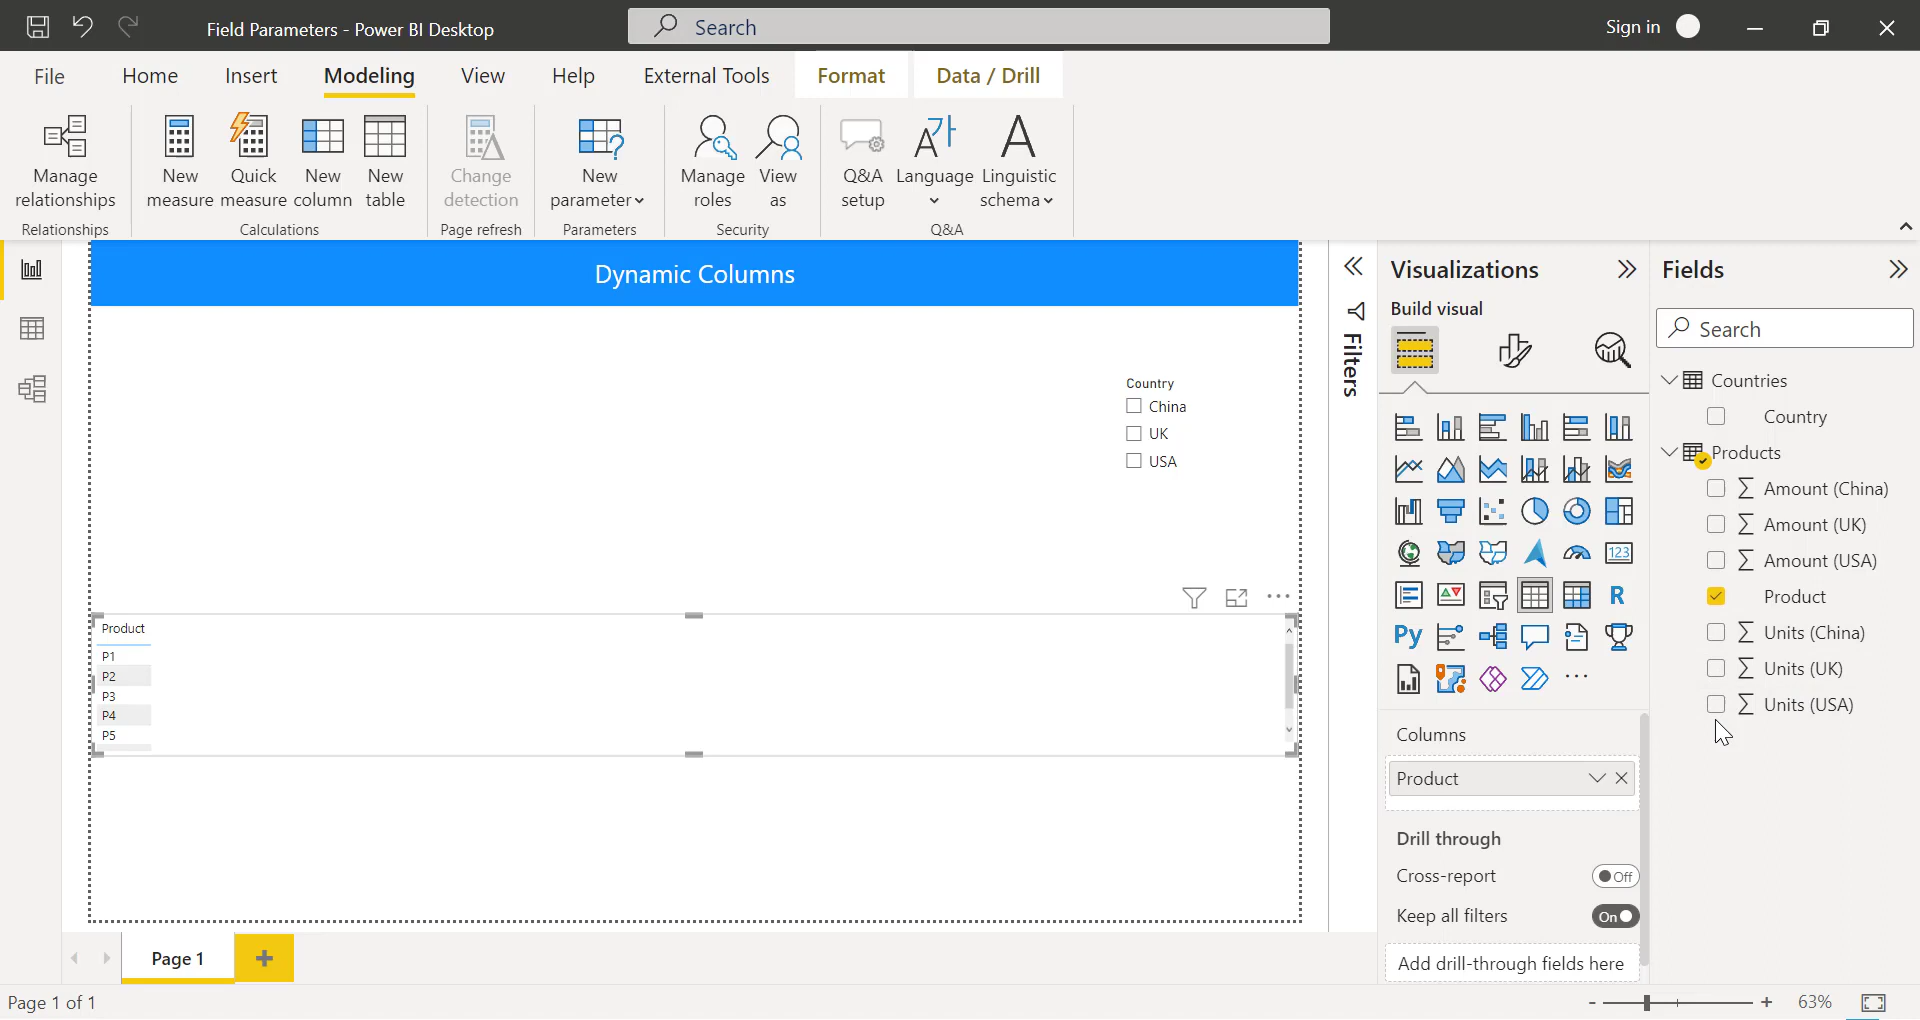 Field Parameters - Power BI Desktop
Search
Sign in
File Home Insert Modeling View Help External Tools Format Data / Drill
Manage relationships
New measure
Quick measure
New column
New table
Change detection
New parameter
Manage roles
View as
Q&A setup
Language
Linguistic schema
Relationships
Calculations
Page refresh
Parameters
Security
Q&A
Dynamic Columns
Country
China
UK
USA
Product
P1
P2
P3
P4
P5
Filters
Visualizations
Build visual
123
R
Py
Columns
Product
Drill through
Cross-report Off
Keep all filters On
Add drill-through fields here
Fields
Search
Countries
Country
Products
Σ Amount (China)
Σ Amount (UK)
Σ Amount (USA)
Product
Σ Units (China)
Σ Units (UK)
Σ Units (USA)
Page 1
Page 1 of 1
- + 63%